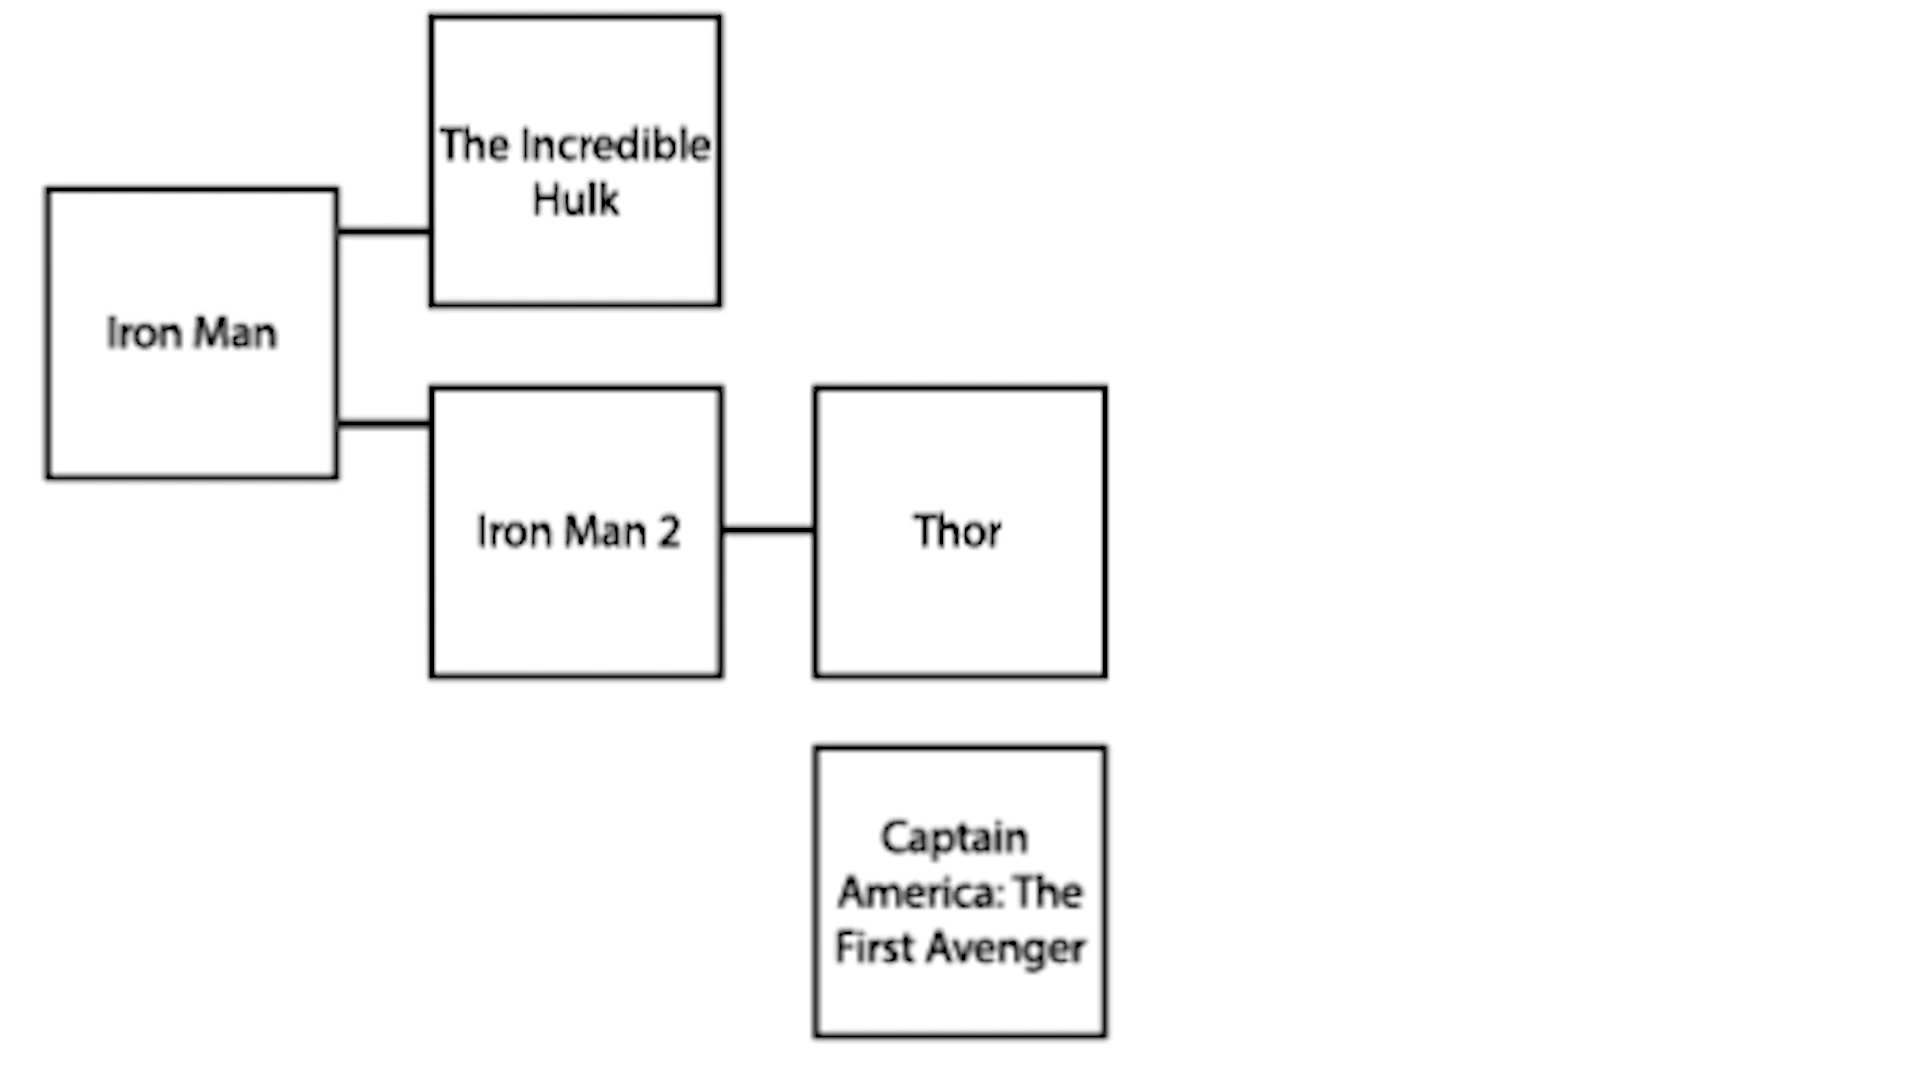 The Incredible
Hulk
Iron Man
Iron Man 2
Thor
Captain
America: The
First Avenger